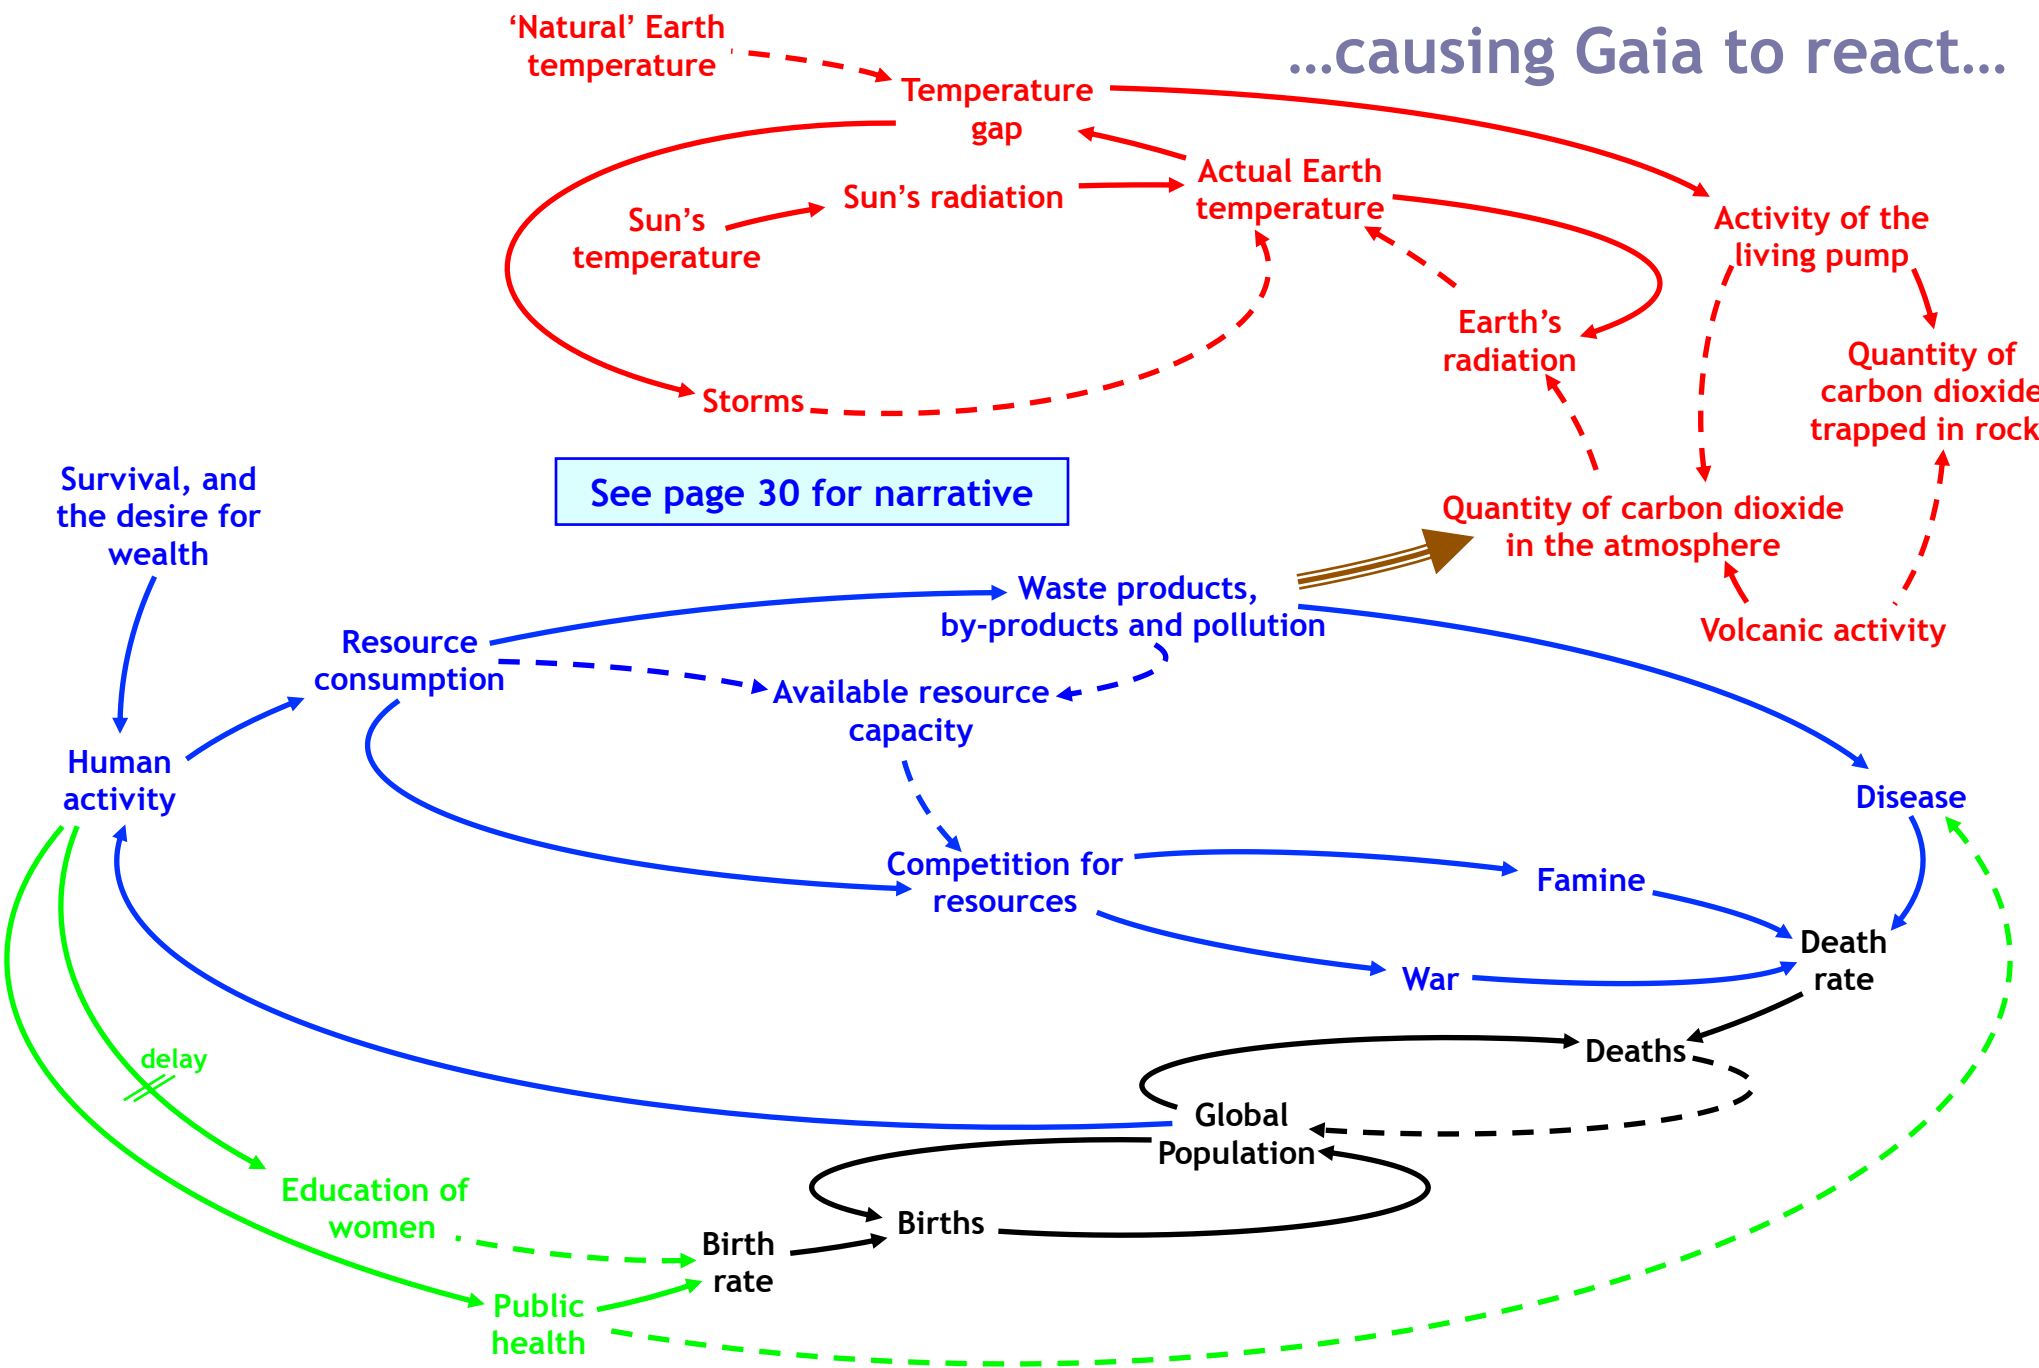 …causing Gaia to react…
‘Natural’ Earth
temperature
Temperature
gap
Actual Earth
temperature
Sun’s radiation
Sun’s
temperature
Activity of the
living pump
Earth’s
radiation
Quantity of
carbon dioxide
trapped in rock
Storms
See page 30 for narrative
Survival, and
the desire for
wealth
Quantity of carbon dioxide
in the atmosphere
Waste products,
by-products and pollution
Volcanic activity
Resource
consumption
Available resource
capacity
Human
activity
Disease
Competition for
resources
Famine
Death
rate
War
delay
Deaths
Global
Population
Education of
women
Births
Birth
rate
Public
health